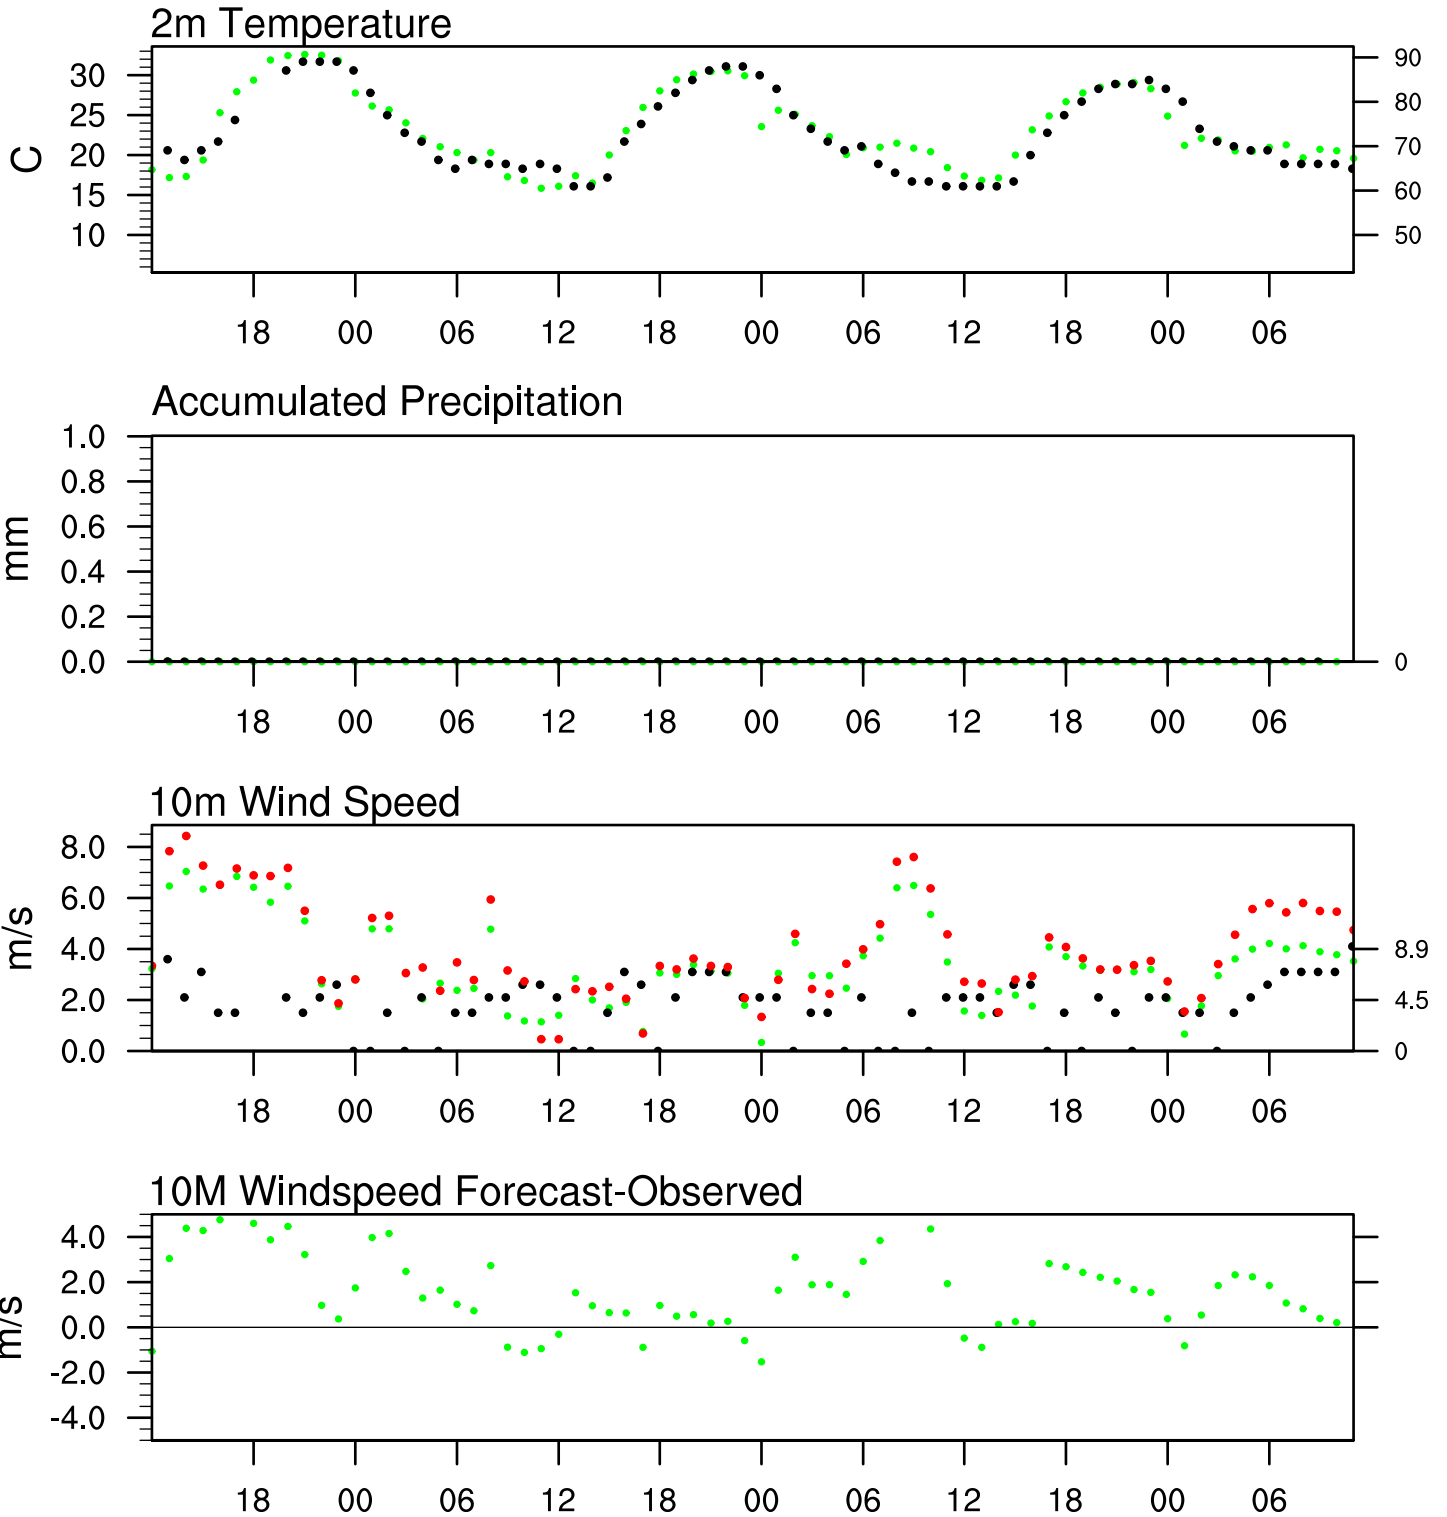 2m Temperature
30 90
25 80
C 20 70
15 60
10 50
18 00 06 12 18 00 06 12 18 00 06
Accumulated Precipitation
1.0
0.8
0.6
mm
0.4
0.2
0.0 0
18 00 06 12 18 00 06 12 18 00 06
10m Wind Speed
8.0
6.0
m/s
4.0 8.9
2.0 4.5
0.0 0
18 00 06 12 18 00 06 12 18 00 06
10M Windspeed Forecast-Observed
4.0
2.0
m/s
0.0
-2.0
-4.0
18 00 06 12 18 00 06 12 18 00 06